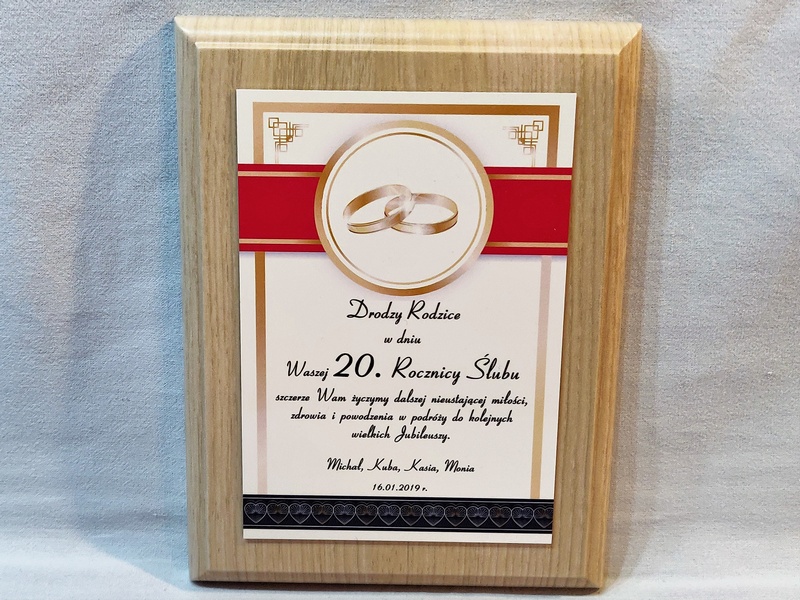 Drodzy Rodzice
w dniu
Waszej 20. Rocznicy Ślubu
szczerze Wam życzymy dalszej nieustającej miłości,
zdrowia i powodzenia w podróży do kolejnych
wielkich Jubileuszy.
Michał, Kuba, Kasia, Monia
16.01.2019 r.